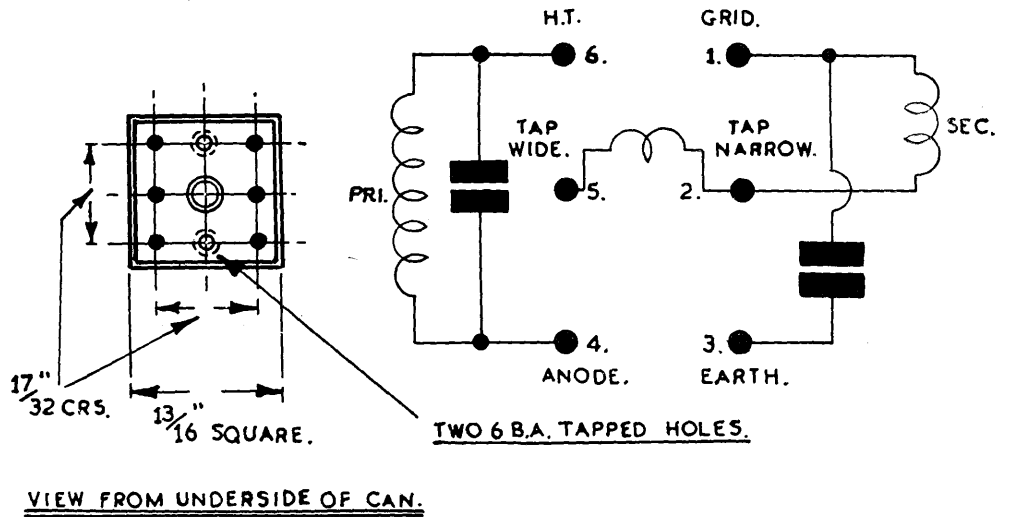 H.T. GRID.
6. 1.
TAP WIDE. TAP NARROW. SEC.
PRI. 5. 2.
4. 3.
ANODE. EARTH.
17/32" CRS.
13/16" SQUARE.
TWO 6 B.A. TAPPED HOLES.
VIEW FROM UNDERSIDE OF CAN.